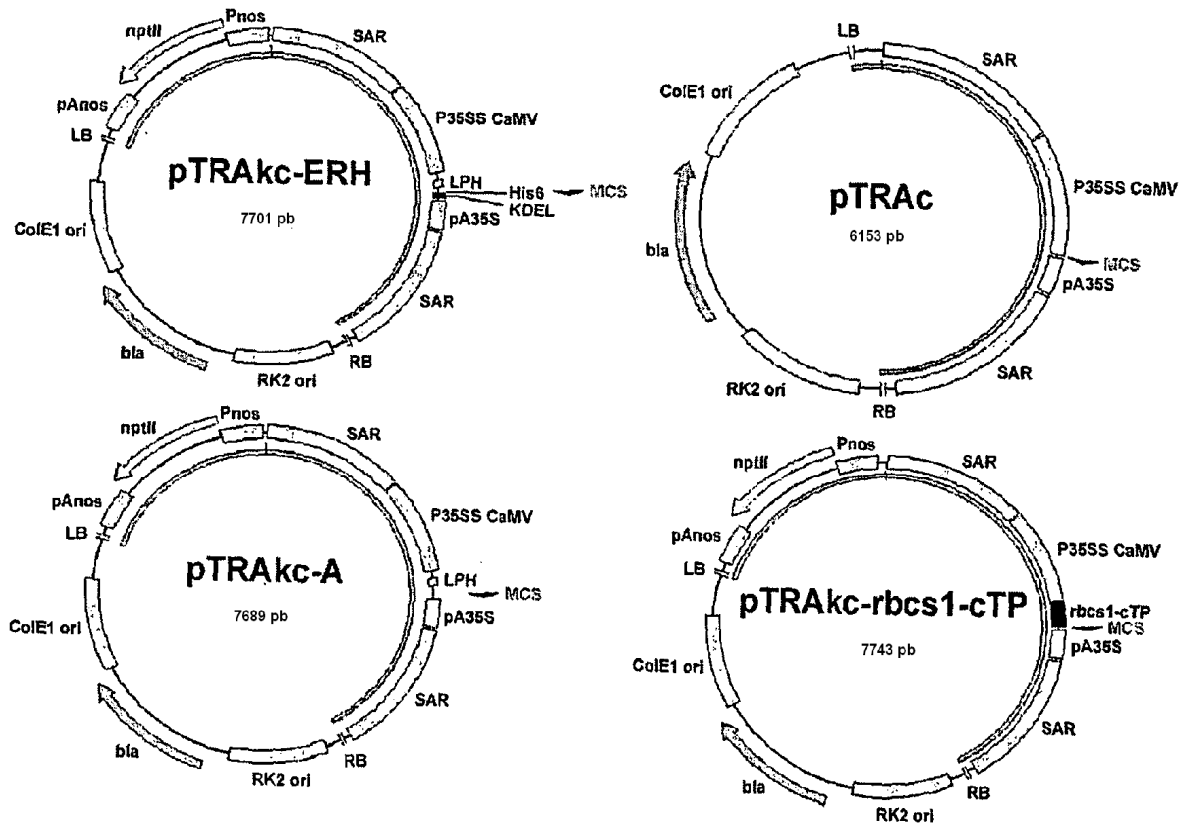 nptII
Pnos
SAR
pAnos
LB
P35SS CaMV
pTRAkc-ERH
7701 pb
LPH
His6
MCS
KDEL
pA35S
ColE1 ori
SAR
bla
RK2 ori
RB
LB
SAR
ColE1 ori
P35SS CaMV
pTRAc
6153 pb
bla
MCS
pA35S
SAR
RK2 ori
RB
nptII
Pnos
SAR
pAnos
LB
P35SS CaMV
pTRAkc-A
7689 pb
LPH
MCS
pA35S
ColE1 ori
SAR
bla
RK2 ori
RB
nptII
Pnos
SAR
pAnos
LB
P35SS CaMV
pTRAkc-rbcs1-cTP
7743 pb
rbcs1-cTP
MCS
pA35S
ColE1 ori
SAR
bla
RK2 ori
RB